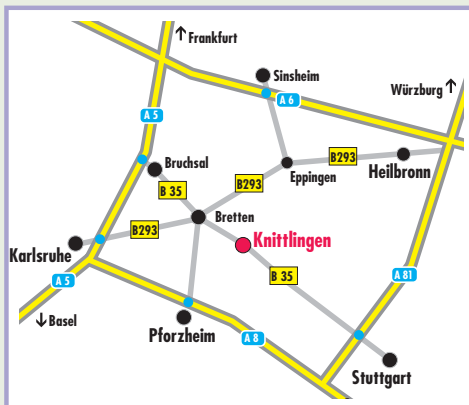 ↑ Frankfurt
Sinsheim
Würzburg ↑
A 6
A 5
B293
Bruchsal
Eppingen
Heilbronn
B 35
B293
Bretten
B293
Knittlingen
Karlsruhe
A 5
B 35
A 81
↓ Basel
Pforzheim
A 8
Stuttgart